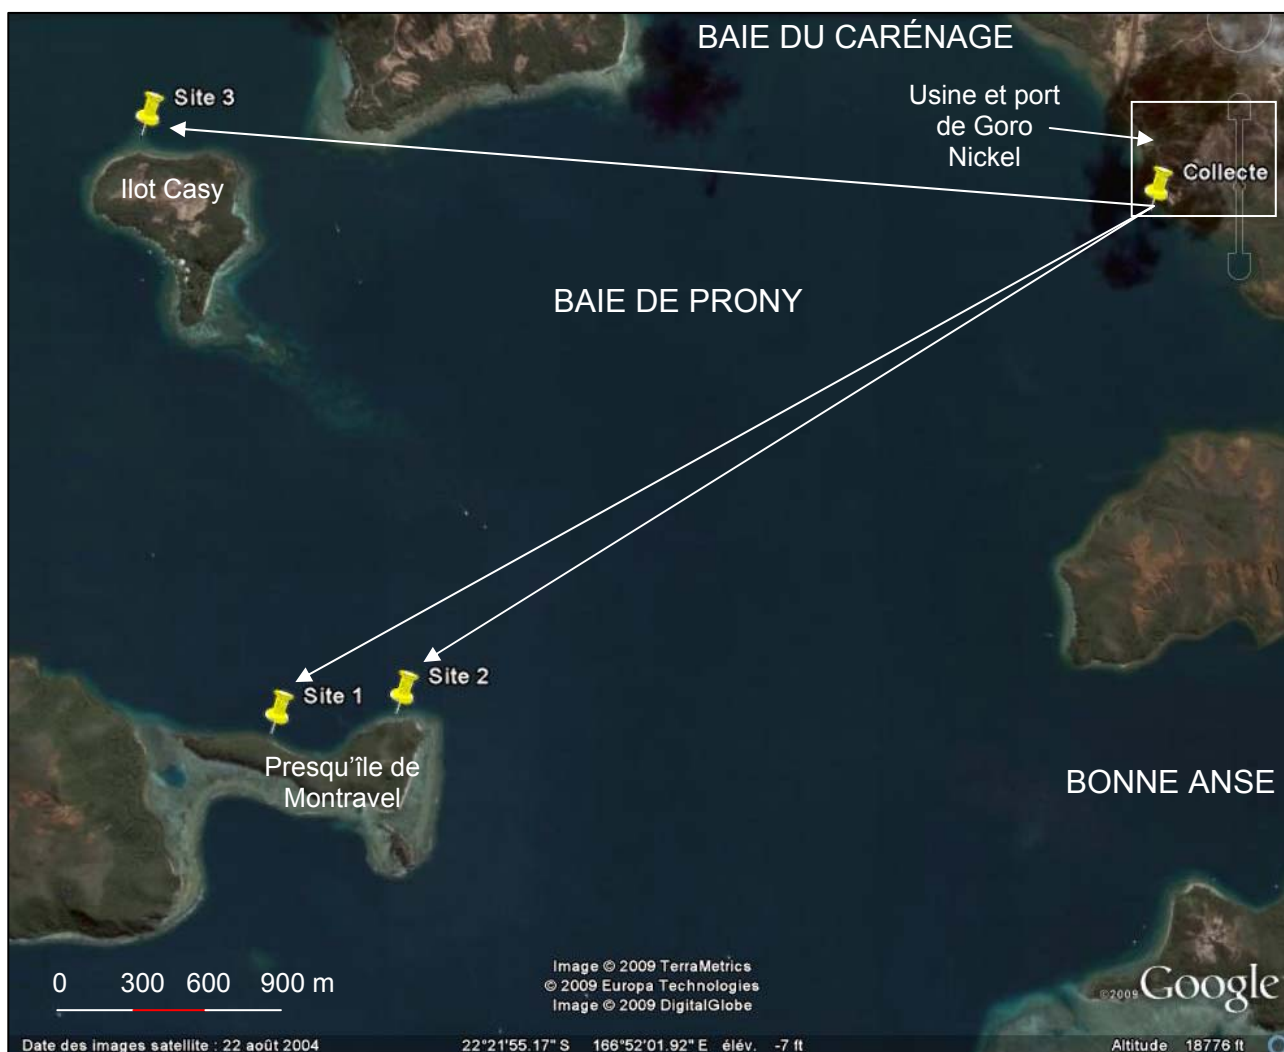 BAIE DU CARÉNAGE
Site 3
Usine et port
de Goro
Nickel
Collecte
Ilot Casy
BAIE DE PRONY
Site 1
Site 2
Presqu'île de
Montravel
BONNE ANSE
0 300 600 900 m
Image © 2009 TerraMetrics
© 2009 Europa Technologies
Image © 2009 DigitalGlobe
©2009 Google
Date des images satellite : 22 août 2004 22°21'55.17" S 166°52'01.92" E élév. -7 ft Altitude 18776 ft